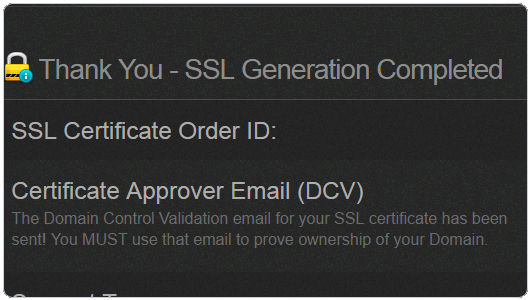 Thank You - SSL Generation Completed
SSL Certificate Order ID:
Certificate Approver Email (DCV)
The Domain Control Validation email for your SSL certificate has been
sent! You MUST use that email to prove ownership of your Domain.